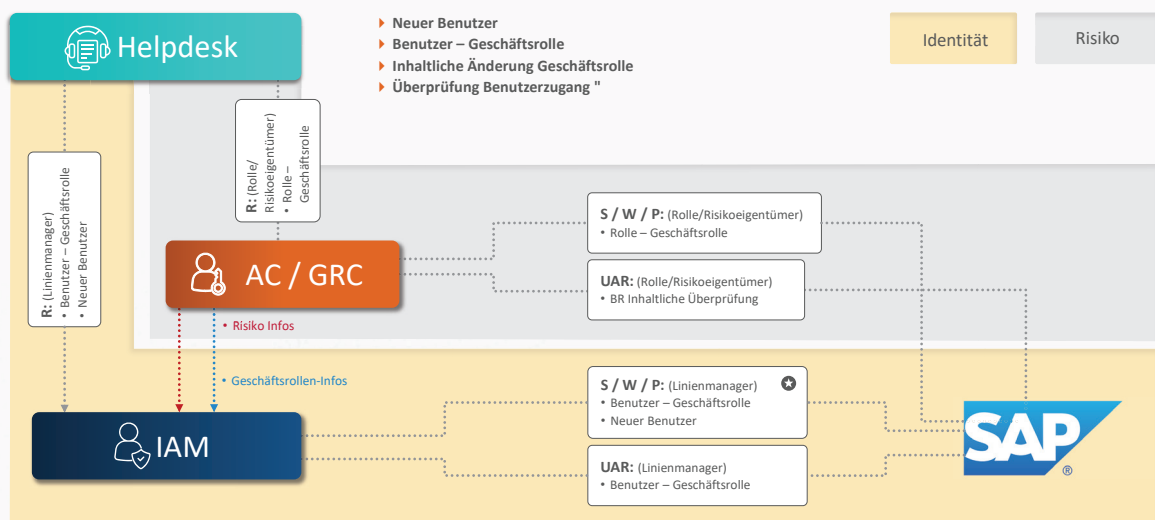 Helpdesk
Neuer Benutzer
Benutzer – Geschäftsrolle
Inhaltliche Änderung Geschäftsrolle
Überprüfung Benutzerzugang "
Identität
Risiko
R: (Linienmanager)
• Benutzer – Geschäftsrolle
• Neuer Benutzer
R: (Rolle/
Risikoeigentümer)
• Rolle –
Geschäftsrolle
AC / GRC
S / W / P: (Rolle/Risikoeigentümer)
• Rolle – Geschäftsrolle
UAR: (Rolle/Risikoeigentümer)
• BR Inhaltliche Überprüfung
• Risiko Infos
• Geschäftsrollen-Infos
IAM
S / W / P: (Linienmanager)
• Benutzer – Geschäftsrolle
• Neuer Benutzer
UAR: (Linienmanager)
• Benutzer – Geschäftsrolle
SAP®